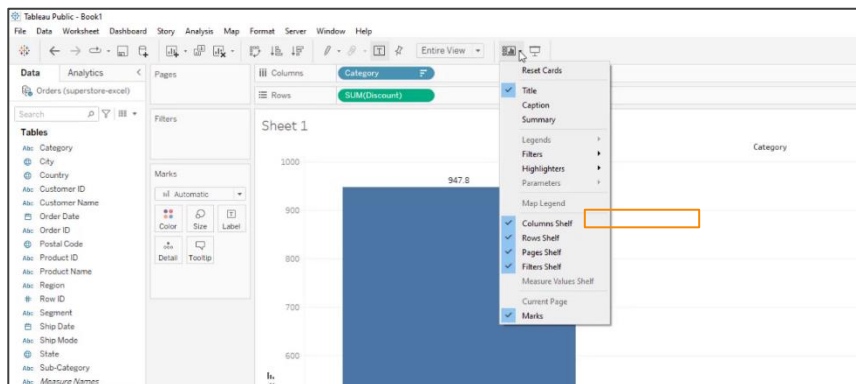 Tableau Public - Book1
File Data Worksheet Dashboard Story Analysis Map Format Server Window Help
Entire View
Data Analytics
Orders (superstore-excel)
Search
Tables
Abc Category
City
Country
Abc Customer ID
Abc Customer Name
Order Date
Abc Order ID
Postal Code
Abc Product ID
Abc Product Name
Abc Region
# Row ID
Abc Segment
Ship Date
Abc Ship Mode
State
Abc Sub-Category
Abc Measure Names
Pages
Filters
Marks
Automatic
Color Size Label
Detail Tooltip
Columns Category
Rows SUM(Discount)
Sheet 1
Category
1000
947.8
900
800
700
600
Reset Cards
Title
Caption
Summary
Legends
Filters
Highlighters
Parameters
Map Legend
Columns Shelf
Rows Shelf
Pages Shelf
Filters Shelf
Measure Values Shelf
Current Page
Marks